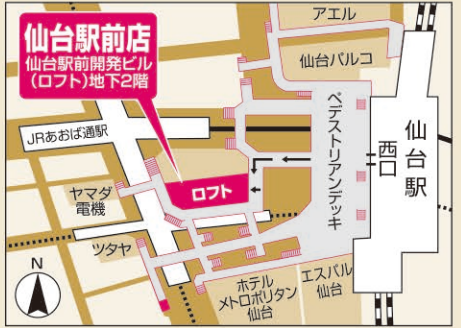 アエル
仙台駅前店
仙台駅前開発ビル
(ロフト)地下2階
仙台パルコ
JRあおば通駅
ペデストリアンデッキ
仙台駅
西口
ロフト
ヤマダ
電機
ツタヤ
N
ホテル
メトロポリタン
仙台
エスパル
仙台